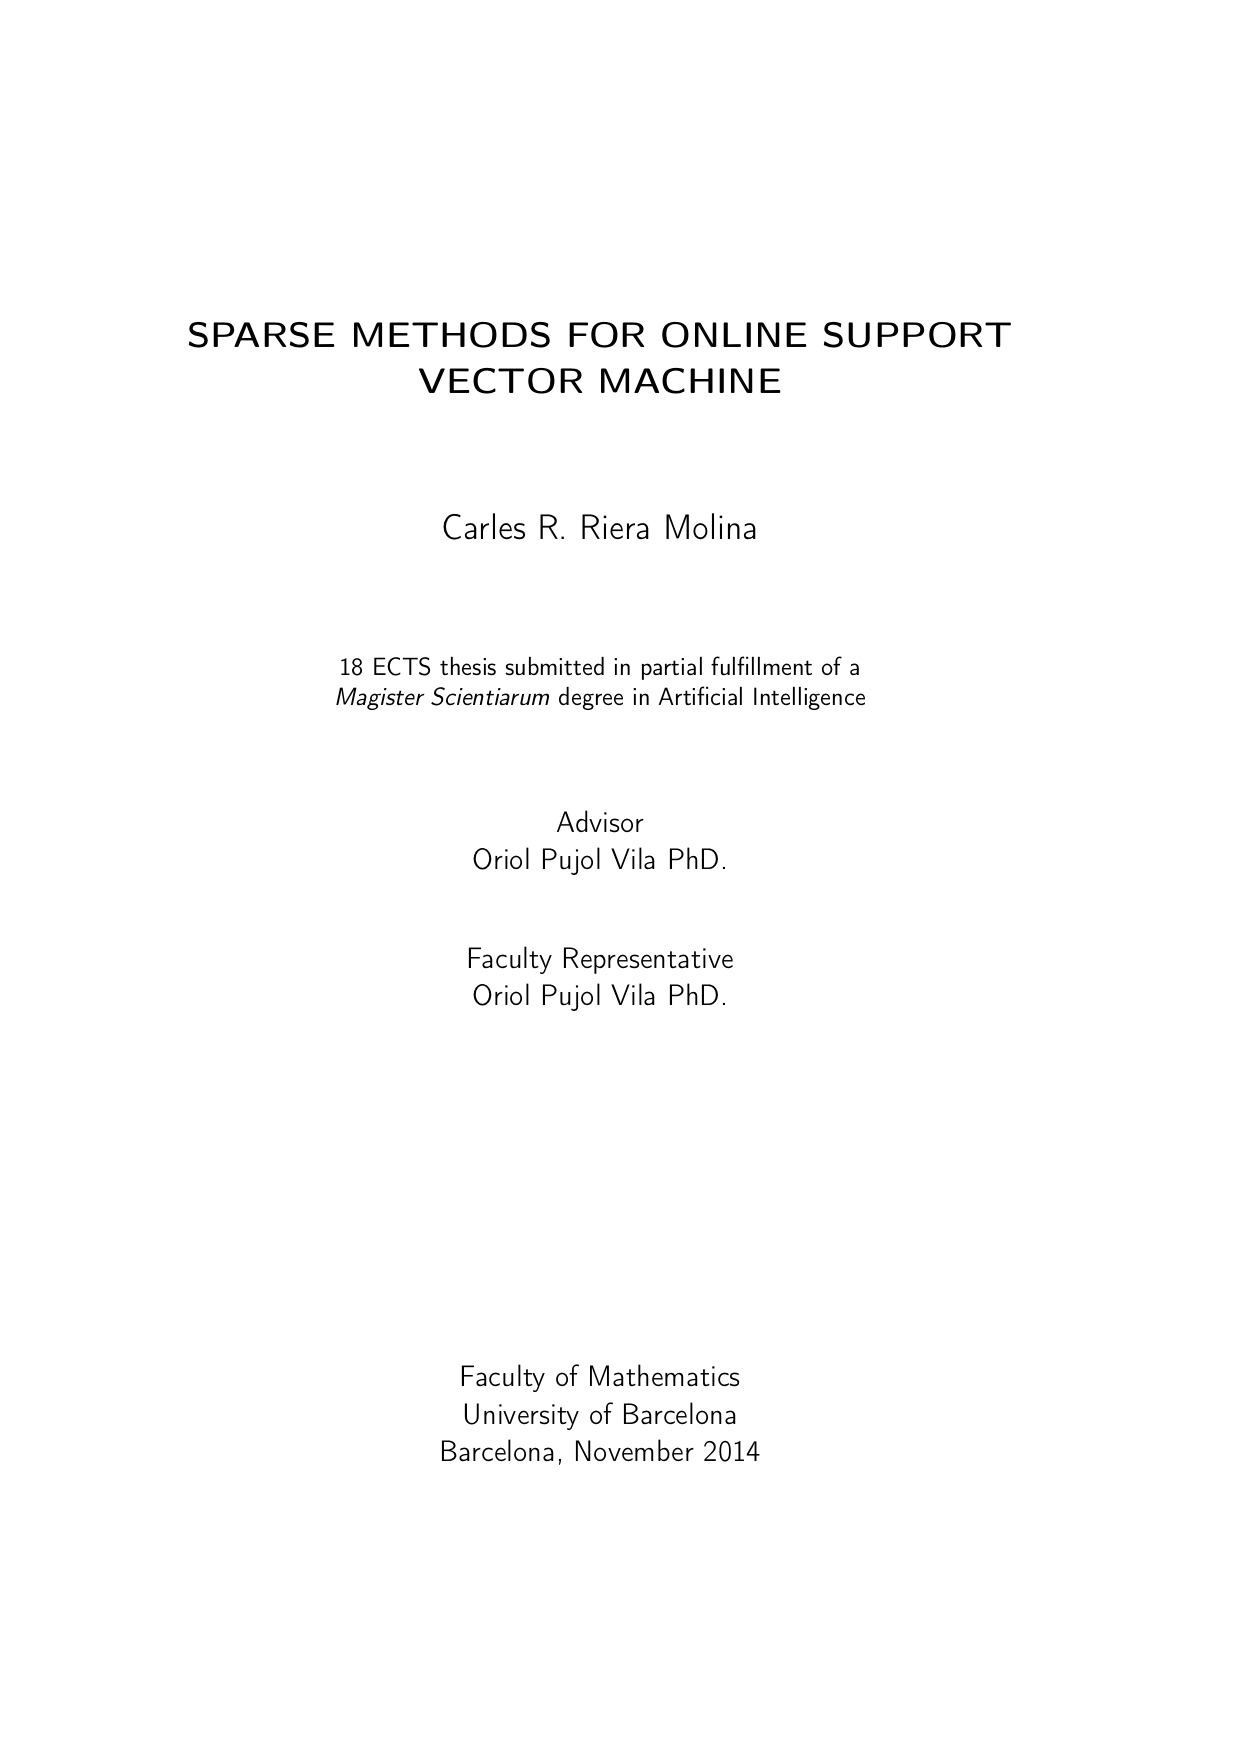 SPARSE METHODS FOR ONLINE SUPPORT
VECTOR MACHINE
Carles R. Riera Molina
18 ECTS thesis submitted in partial fulfillment of a
Magister Scientiarum degree in Artificial Intelligence
Advisor
Oriol Pujol Vila PhD.
Faculty Representative
Oriol Pujol Vila PhD.
Faculty of Mathematics
University of Barcelona
Barcelona, November 2014